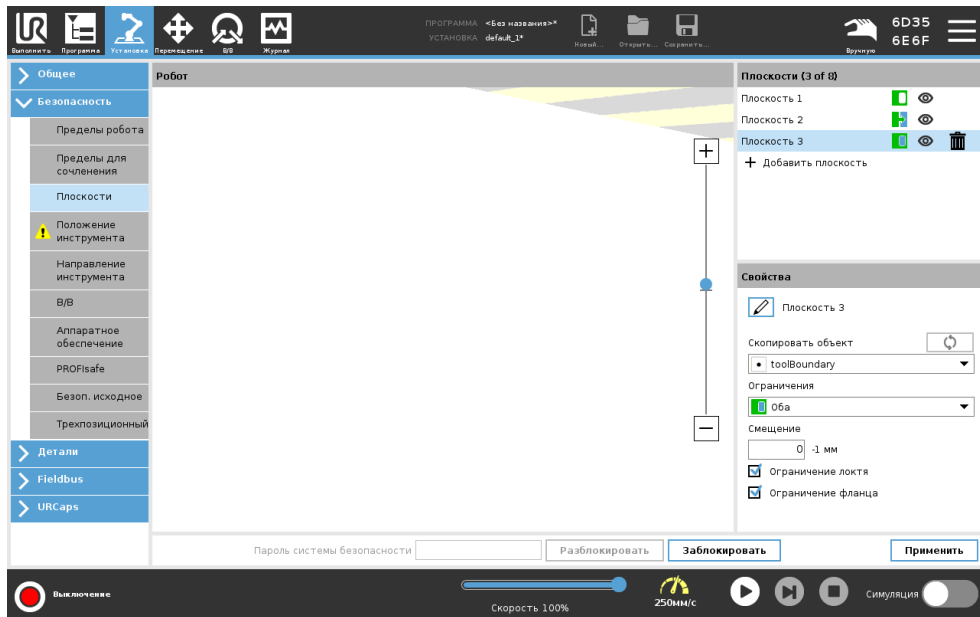 ПРОГРАММА <Без названия>*
УСТАНОВКА default_1*
Выполнить
Программа
Установка
Перемещение
В/В
Журнал
НовыА...
Открыть...
Сохранить...
Вручную
6D35
6E6F
Общее
Безопасность
Пределы робота
Пределы для
сочленения
Плоскости
Положение
инструмента
Направление
инструмента
В/В
Аппаратное
обеспечение
PROFIsafe
Безоп. исходное
Трехпозиционный
Детали
Fieldbus
URCaps
Робот
Плоскости (3 of 8)
Плоскость 1
Плоскость 2
Плоскость 3
Добавить плоскость
Свойства
Плоскость 3
Скопировать объект
toolBoundary
Ограничения
Оба
Смещение
0 -1 мм
Ограничение локтя
Ограничение фланца
Пароль системы безопасности
Разблокировать
Заблокировать
Применить
Выключение
Скорость 100%
250мм/с
Симуляция